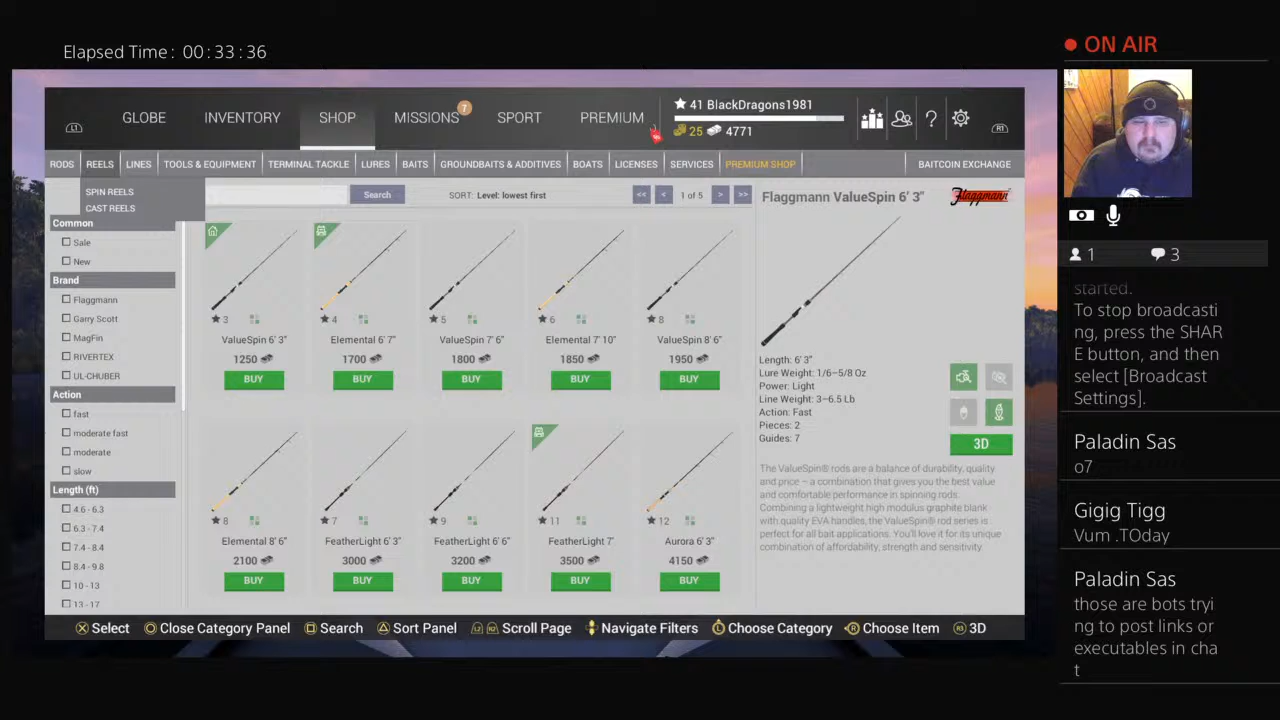 Elapsed Time: 00:33:36
ON AIR
L1
GLOBE
INVENTORY
SHOP
MISSIONS
7
SPORT
PREMIUM
41 BlackDragons1981
25 4771
?
R1
RODS
REELS
LINES
TOOLS & EQUIPMENT
TERMINAL TACKLE
LURES
BAITS
GROUNDBAITS & ADDITIVES
BOATS
LICENSES
SERVICES
PREMIUM SHOP
BAITCOIN EXCHANGE
SPIN REELS
CAST REELS
Search
SORT: Level: lowest first
<< < 1 of 5 > >>
Common
Sale
New
Brand
Flaggmann
Garry Scott
MagFin
RIVERTEX
UL-CHUBER
Action
fast
moderate fast
moderate
slow
Length (ft)
4.6 - 6.3
6.3 - 7.4
7.4 - 8.4
8.4 - 9.8
10 - 13
13 - 17
3
ValueSpin 6' 3"
1250
BUY
4
Elemental 6' 7"
1700
BUY
5
ValueSpin 7' 6"
1800
BUY
6
Elemental 7' 10"
1850
BUY
8
ValueSpin 8' 6"
1950
BUY
8
Elemental 8' 6"
2100
BUY
7
FeatherLight 6' 3"
3000
BUY
9
FeatherLight 6' 6"
3200
BUY
11
FeatherLight 7'
3500
BUY
12
Aurora 6' 3"
4150
BUY
Flaggmann ValueSpin 6' 3"
Flaggmann
Length: 6' 3"
Lure Weight: 1/6–5/8 Oz
Power: Light
Line Weight: 3–6.5 Lb
Action: Fast
Pieces: 2
Guides: 7
3D
The ValueSpin® rods are a balance of durability, quality
and price – a combination that gives you the best value
and comfortable performance in spinning rods.
Combining a lightweight high modulus graphite blank
with quality EVA handles, the ValueSpin® rod series is
perfect for all bait applications. You'll love it for its unique
combination of affordability, strength and sensitivity.
Select
Close Category Panel
Search
Sort Panel
L2 R2 Scroll Page
Navigate Filters
L Choose Category
R Choose Item
R3 3D
1
3
started.
To stop broadcasti
ng, press the SHAR
E button, and then
select [Broadcast
Settings].
Paladin Sas
o7
Gigig Tigg
Vum .TOday
Paladin Sas
those are bots tryi
ng to post links or
executables in cha
t